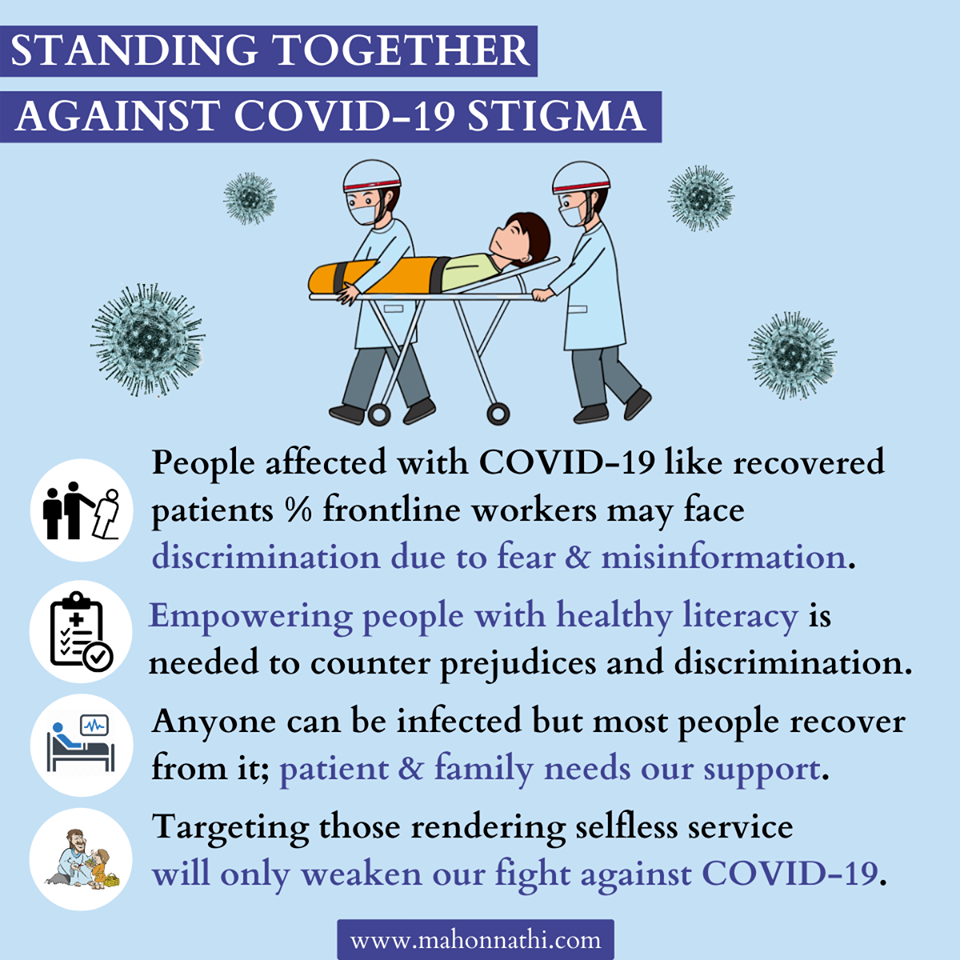 STANDING TOGETHER
AGAINST COVID-19 STIGMA
People affected with COVID-19 like recovered
patients % frontline workers may face
discrimination due to fear & misinformation.
Empowering people with healthy literacy is
needed to counter prejudices and discrimination.
Anyone can be infected but most people recover
from it; patient & family needs our support.
Targeting those rendering selfless service
will only weaken our fight against COVID-19.
www.mahonnathi.com